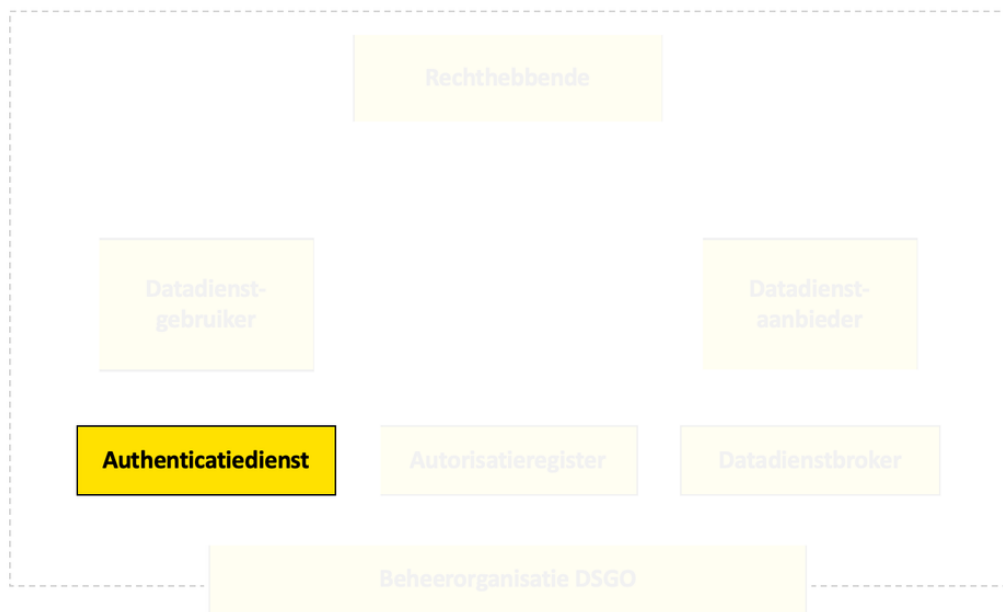 Rechthebbende
Datadienst-
gebruiker
Datadienst-
aanbieder
Authenticatiedienst
Autorisatieregister
Datadienstbroker
Beheerorganisatie DSGO